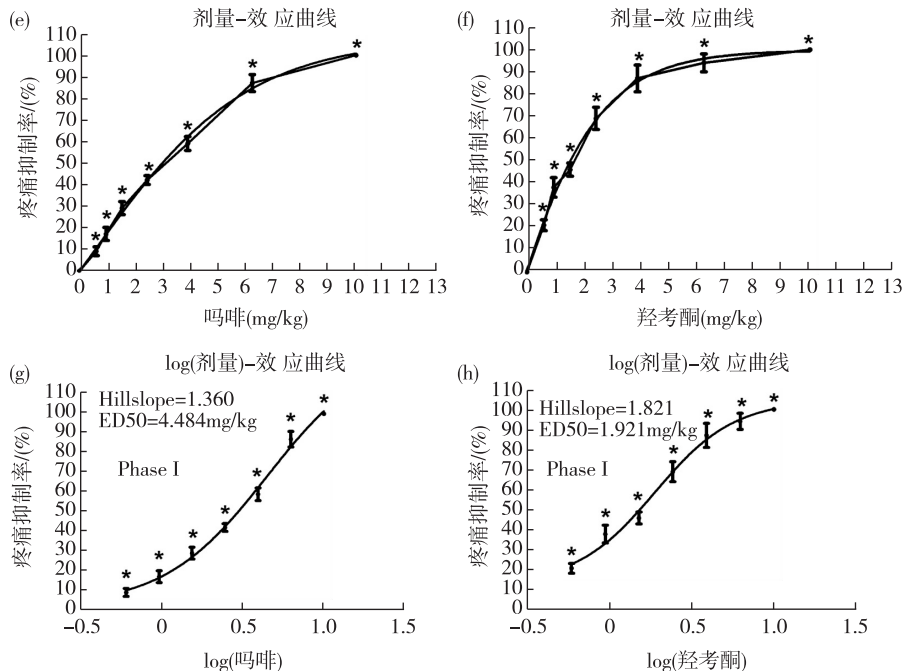 (e)
剂量-效 应曲线
疼痛抑制率/(%)
110
100
90
80
70
60
50
40
30
20
10
0
* * * * * * *
0 1 2 3 4 5 6 7 8 9 10 11 12 13
吗啡(mg/kg)
(f)
剂量-效 应曲线
疼痛抑制率/(%)
110
100
90
80
70
60
50
40
30
20
10
0
* * * * * * *
0 1 2 3 4 5 6 7 8 9 10 11 12 13
羟考酮(mg/kg)
(g)
log(剂量)-效 应曲线
Hillslope=1.360
ED50=4.484mg/kg
Phase I
疼痛抑制率/(%)
110
100
90
80
70
60
50
40
30
20
10
0
* * * * * * *
-0.5 0 0.5 1.0 1.5
log(吗啡)
(h)
log(剂量)-效 应曲线
Hillslope=1.821
ED50=1.921mg/kg
Phase I
疼痛抑制率/(%)
110
100
90
80
70
60
50
40
30
20
10
0
* * * * * * *
-0.5 0 0.5 1.0 1.5
log(羟考酮)